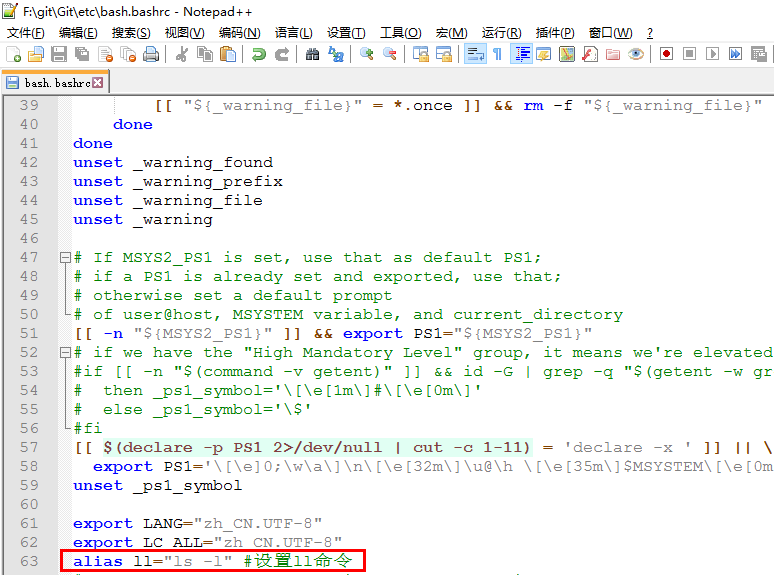 F:\git\Git\etc\bash.bashrc - Notepad++
文件(F) 编辑(E) 搜索(S) 视图(V) 编码(N) 语言(L) 设置(T) 工具(O) 宏(M) 运行(R) 插件(P) 窗口(W) ?
bash.bashrc
39 [[ "${_warning_file}" = *.once ]] && rm -f "${_warning_file}"
40 done
41 done
42 unset _warning_found
43 unset _warning_prefix
44 unset _warning_file
45 unset _warning
46
47 # If MSYS2_PS1 is set, use that as default PS1;
48 # if a PS1 is already set and exported, use that;
49 # otherwise set a default prompt
50 # of user@host, MSYSTEM variable, and current_directory
51 [[ -n "${MSYS2_PS1}" ]] && export PS1="${MSYS2_PS1}"
52 # if we have the "High Mandatory Level" group, it means we're elevated
53 #if [[ -n "$(command -v getent)" ]] && id -G | grep -q "$(getent -w gr
54 # then _ps1_symbol='\[\e[1m\]#\[\e[0m\]'
55 # else _ps1_symbol='\$'
56 #fi
57 [[ $(declare -p PS1 2>/dev/null | cut -c 1-11) = 'declare -x ' ]] || \
58 export PS1='\[\e]0;\w\a\]\n\[\e[32m\]\u@\h \[\e[35m\]$MSYSTEM\[\e[0m
59 unset _ps1_symbol
60
61 export LANG="zh_CN.UTF-8"
62 export LC_ALL="zh_CN.UTF-8"
63 alias ll="ls -l" #设置ll命令